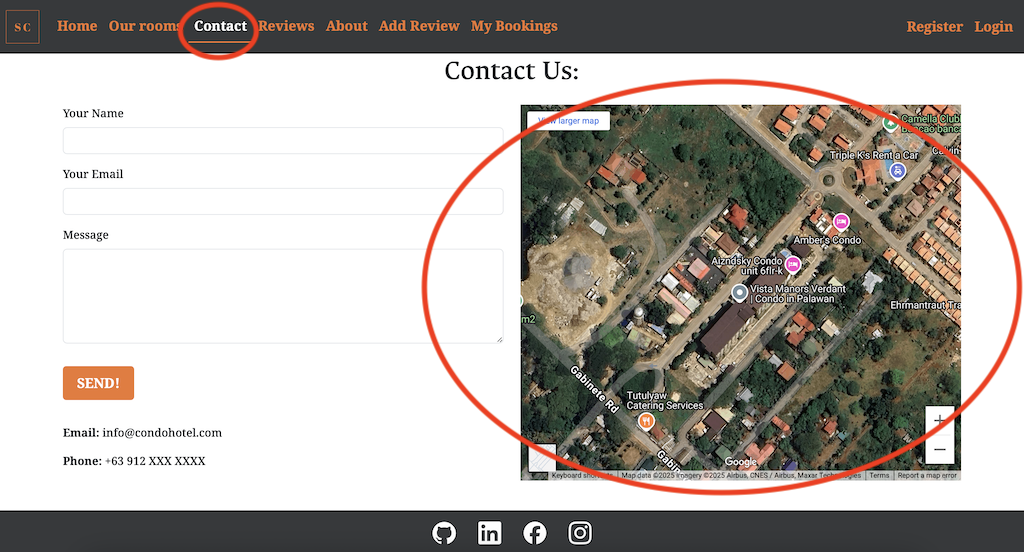 SC Home Our rooms Contact Reviews About Add Review My Bookings Register Login
Contact Us:
Your Name
Your Email
Message
SEND!
Email: info@condohotel.com
Phone: +63 912 XXX XXXX
View larger map
Camella Clubh
Bancao banca
Triple K's Rent a Car
Amber's Condo
Aizndsky Condo
unit 6flr-k
Vista Manors Verdant
| Condo in Palawan
Ehrmantraut Tra
m2
Gabinete Rd
Tutulyaw
Catering Services
Google
Keyboard shortcuts Map data ©2025 Imagery ©2025 Airbus, CNES / Airbus, Maxar Technologies Terms Report a map error